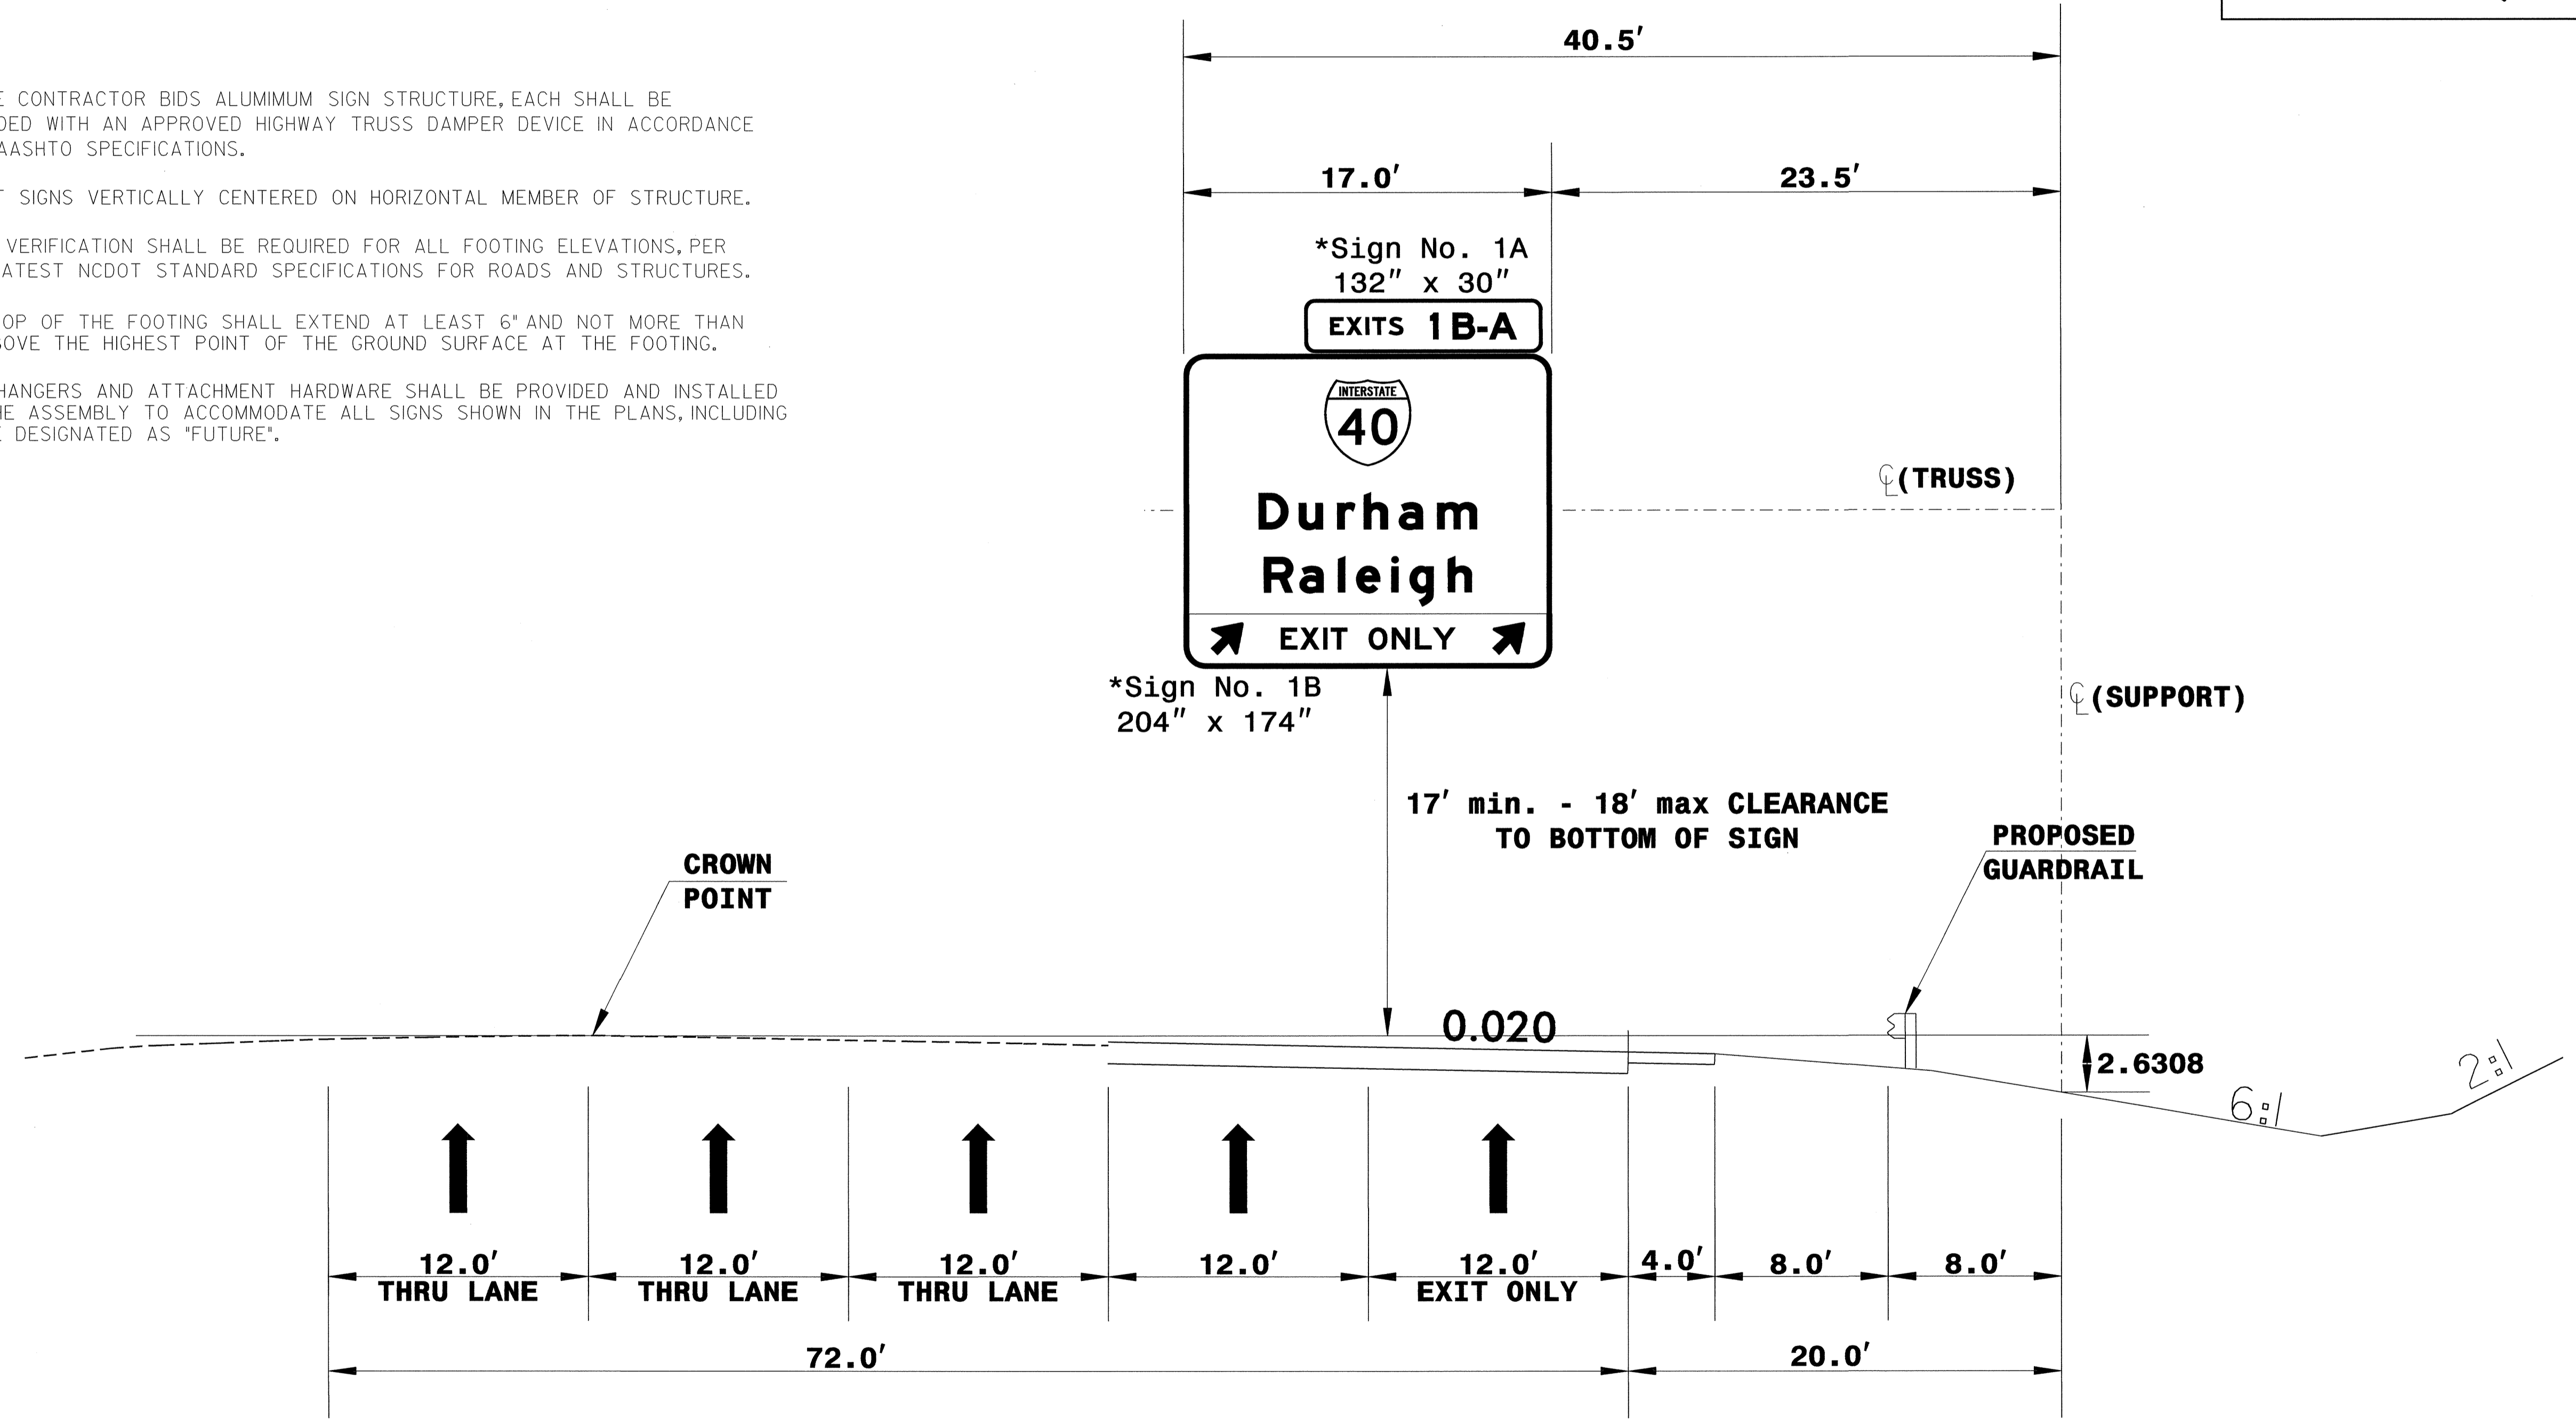 E CONTRACTOR BIDS ALUMIMUM SIGN STRUCTURE, EACH SHALL BE
DED WITH AN APPROVED HIGHWAY TRUSS DAMPER DEVICE IN ACCORDANCE
AASHTO SPECIFICATIONS.
T SIGNS VERTICALLY CENTERED ON HORIZONTAL MEMBER OF STRUCTURE.
VERIFICATION SHALL BE REQUIRED FOR ALL FOOTING ELEVATIONS, PER
ATEST NCDOT STANDARD SPECIFICATIONS FOR ROADS AND STRUCTURES.
OP OF THE FOOTING SHALL EXTEND AT LEAST 6" AND NOT MORE THAN
BOVE THE HIGHEST POINT OF THE GROUND SURFACE AT THE FOOTING.
HANGERS AND ATTACHMENT HARDWARE SHALL BE PROVIDED AND INSTALLED
HE ASSEMBLY TO ACCOMMODATE ALL SIGNS SHOWN IN THE PLANS, INCLUDING
E DESIGNATED AS "FUTURE".
40.5'
17.0'
23.5'
*Sign No. 1A
132" x 30"
EXITS 1B-A
INTERSTATE
40
Durham
Raleigh
EXIT ONLY
*Sign No. 1B
204" x 174"
℄ (TRUSS)
℄ (SUPPORT)
17' min. - 18' max CLEARANCE
TO BOTTOM OF SIGN
PROPOSED
GUARDRAIL
CROWN
POINT
0.020
2.6308
6:1
2:1
12.0'
THRU LANE
12.0'
THRU LANE
12.0'
THRU LANE
12.0'
12.0'
EXIT ONLY
4.0'
8.0'
8.0'
72.0'
20.0'